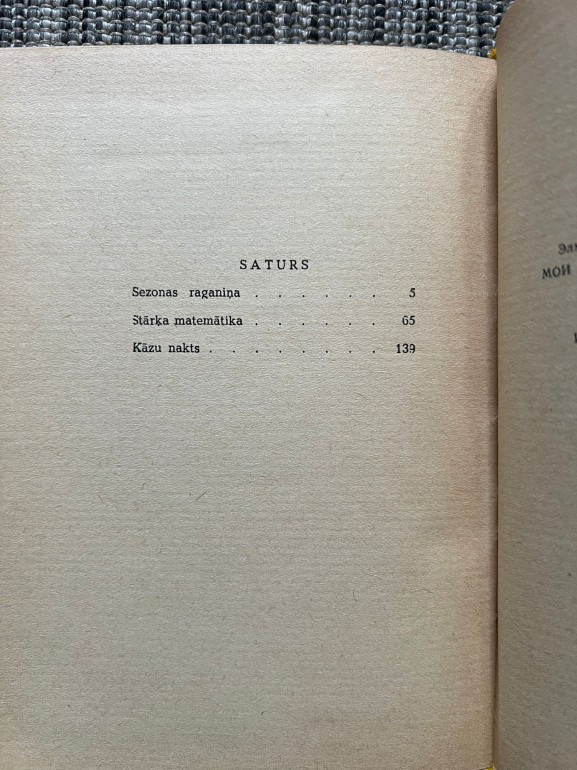 SATURS
Sezonas raganiņa . . . . . . 5
Stārķa matemātika . . . . . . 65
Kāzu nakts . . . . . . . . 139
МОИ